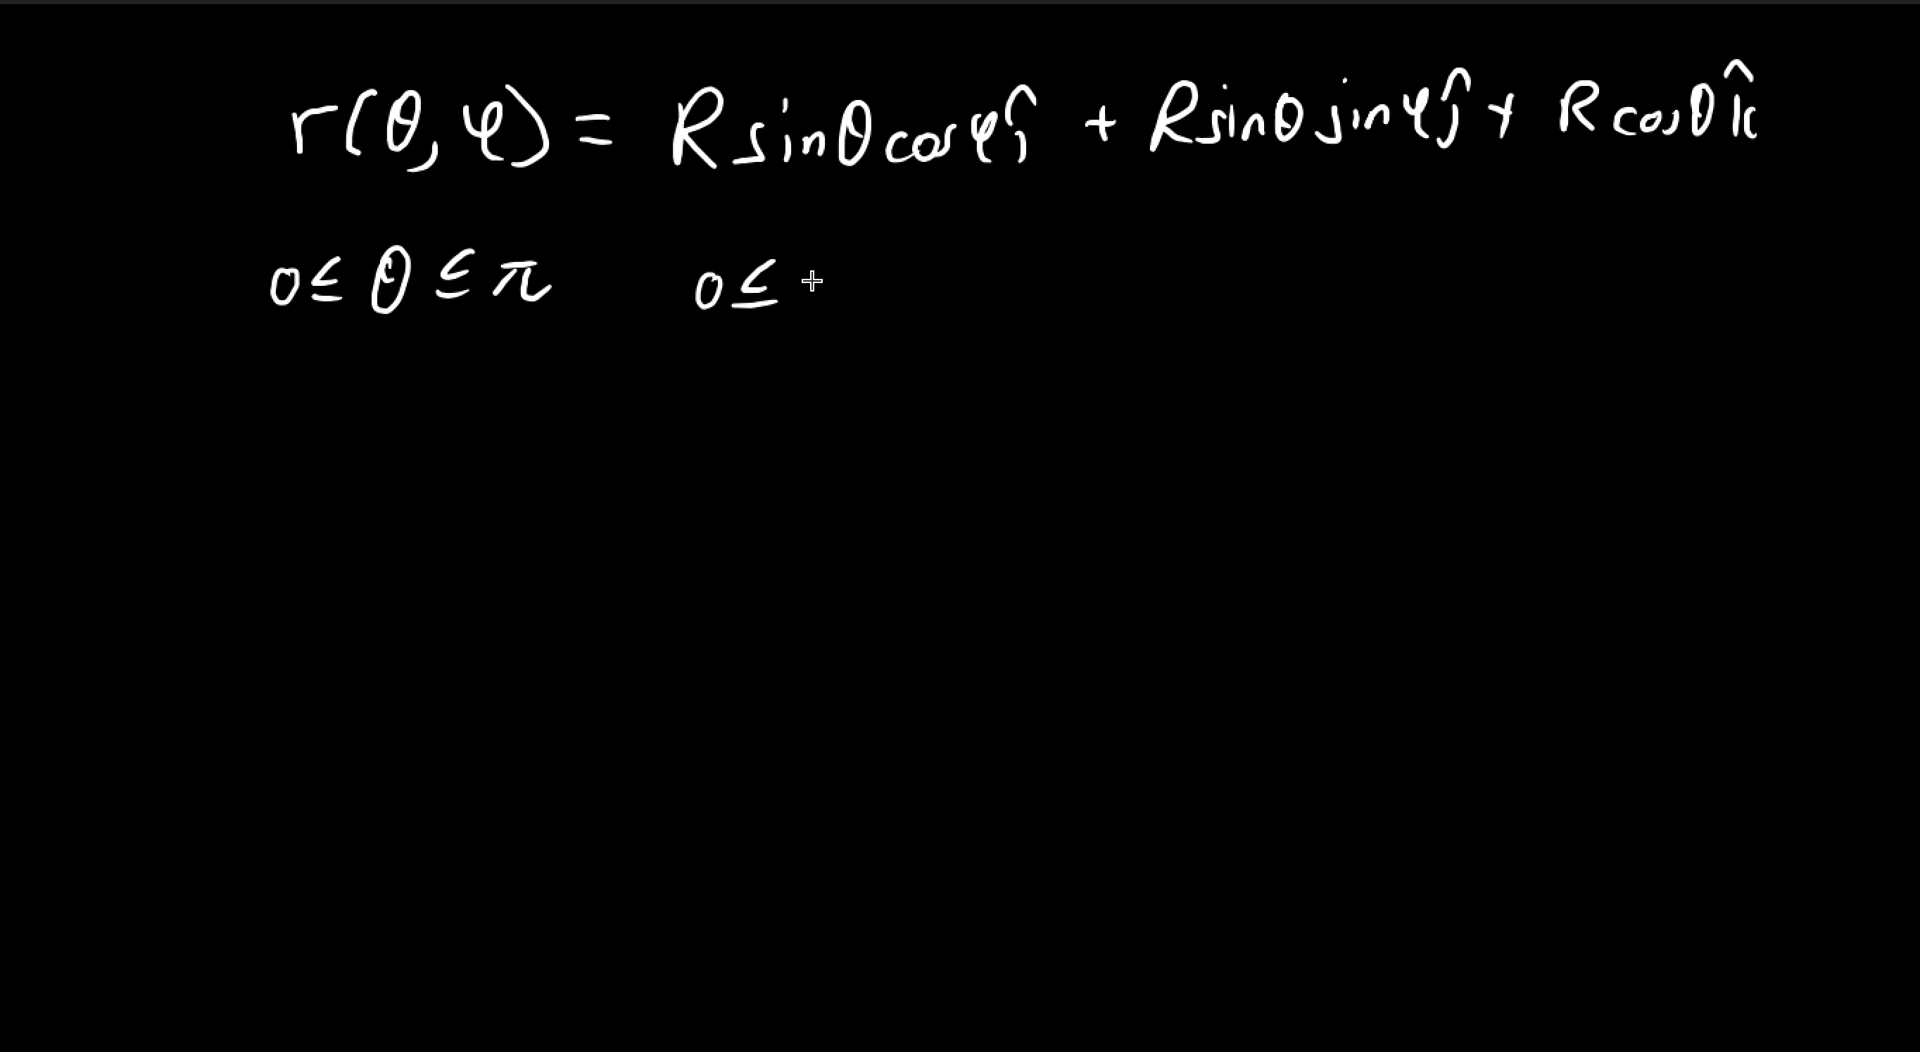 r(θ,φ) = R sinθ cosφ î + R sinθ sinφ ĵ + R cosθ k̂
0 ≤ θ ≤ π 0 ≤